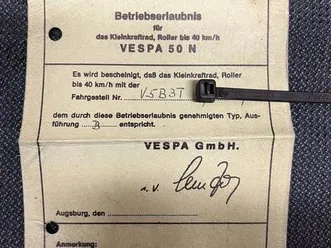 Betriebserlaubnis
für
das Kleinkraftrad, Roller bis 40 km/h
VESPA 50 N
Es wird bescheinigt, daß das Kleinkraftrad, Roller
bis 40 km/h mit der
Fahrgestell Nr. V5B3T
dem durch diese Betriebserlaubnis genehmigten Typ, Aus-
führung B entspricht.
VESPA GmbH.
Augsburg, den
Anmerkung: